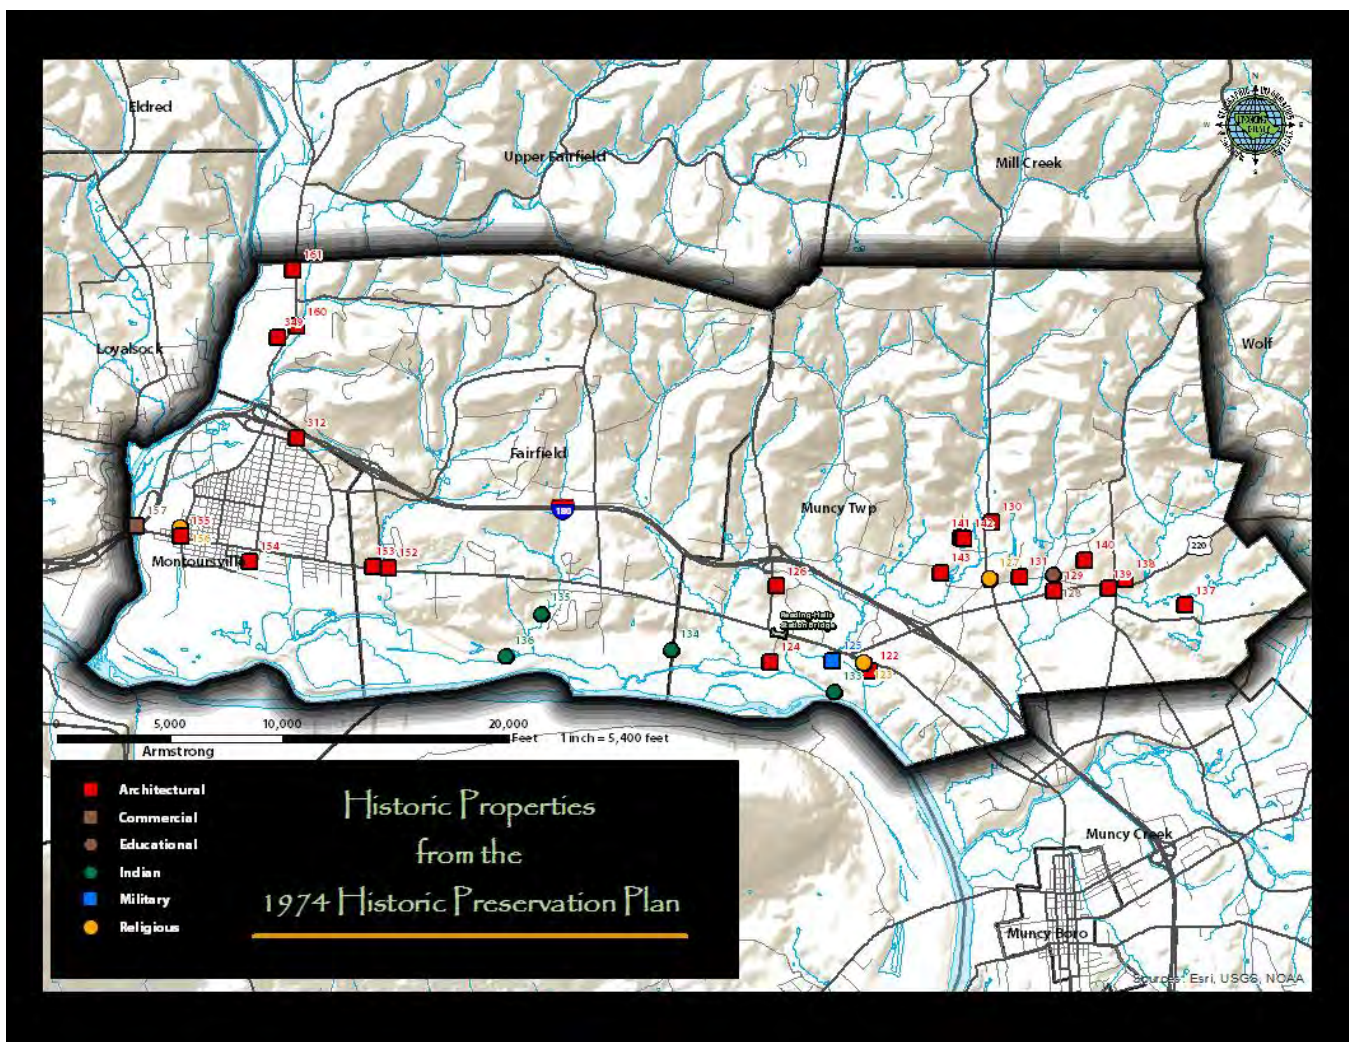 Eldred
Upper Fairfield
Mill Creek
N
W
E
S
161
160
349
Loyalsock
Wolf
312
Fairfield
180
157
155
156
154
Montoursville
153
152
Muncy Twp
130
141
142
143
127
131
129
128
140
138
139
137
220
126
Reading-Halls
Station Bridge
135
136
134
124
125
122
123
133
0
5,000
10,000
20,000
Feet
1 inch = 5,400 feet
Armstrong
Architectural
Commercial
Educational
Indian
Military
Religious
Historic Properties
from the
1974 Historic Preservation Plan
Muncy Creek
Muncy Boro
Sources: Esri, USGS, NOAA